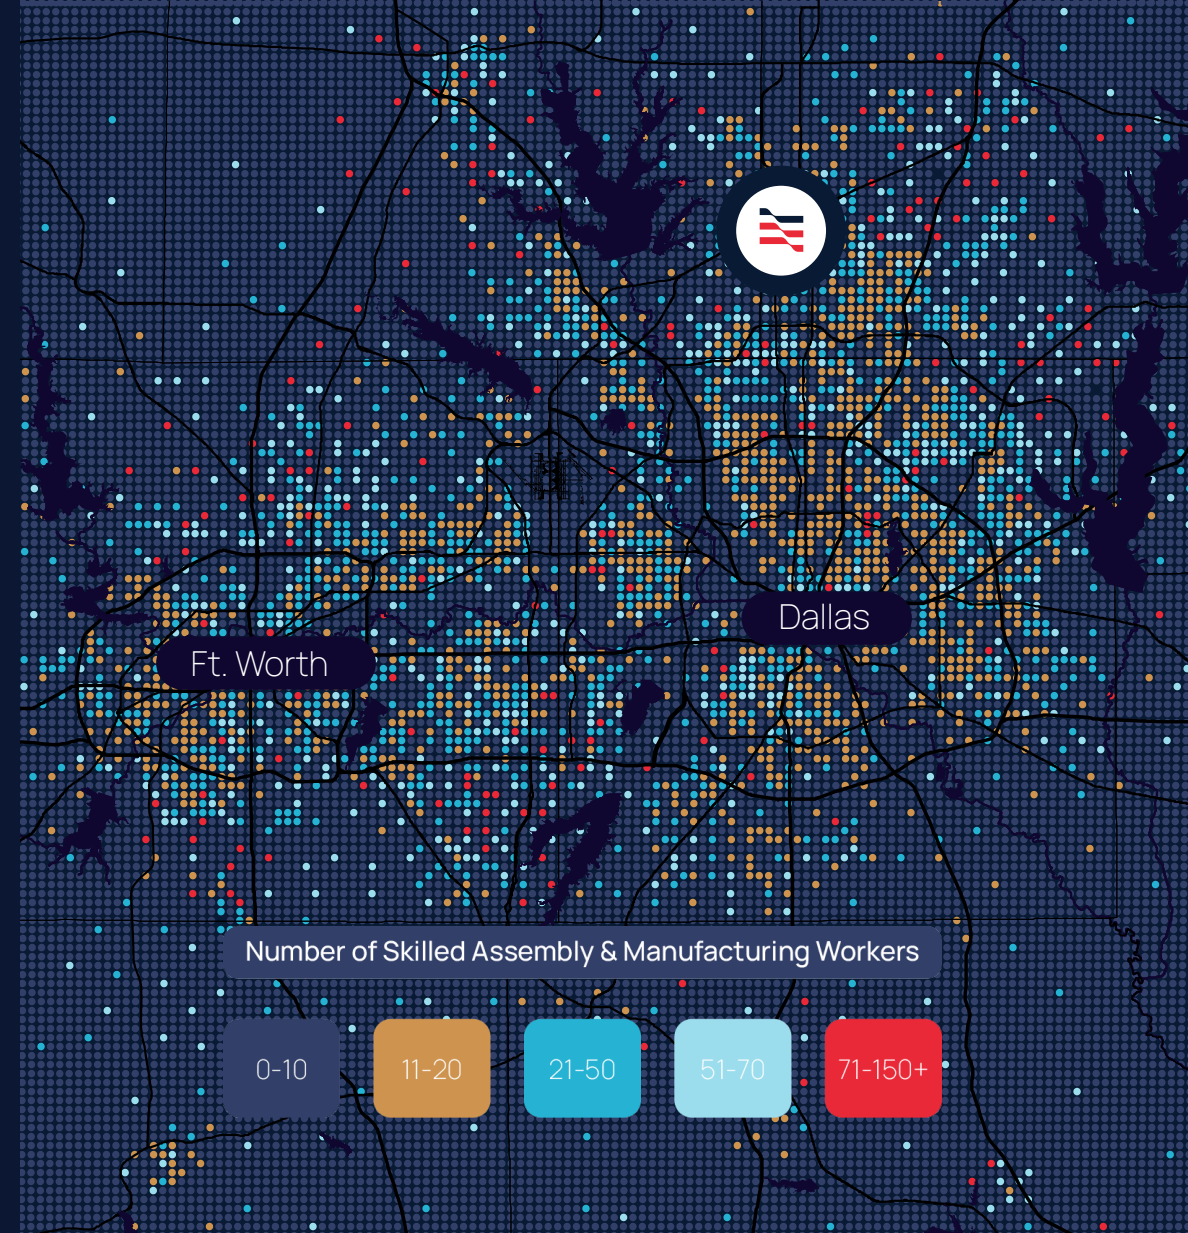 Dallas
Ft. Worth
Number of Skilled Assembly & Manufacturing Workers
0-10
11-20
21-50
51-70
71-150+